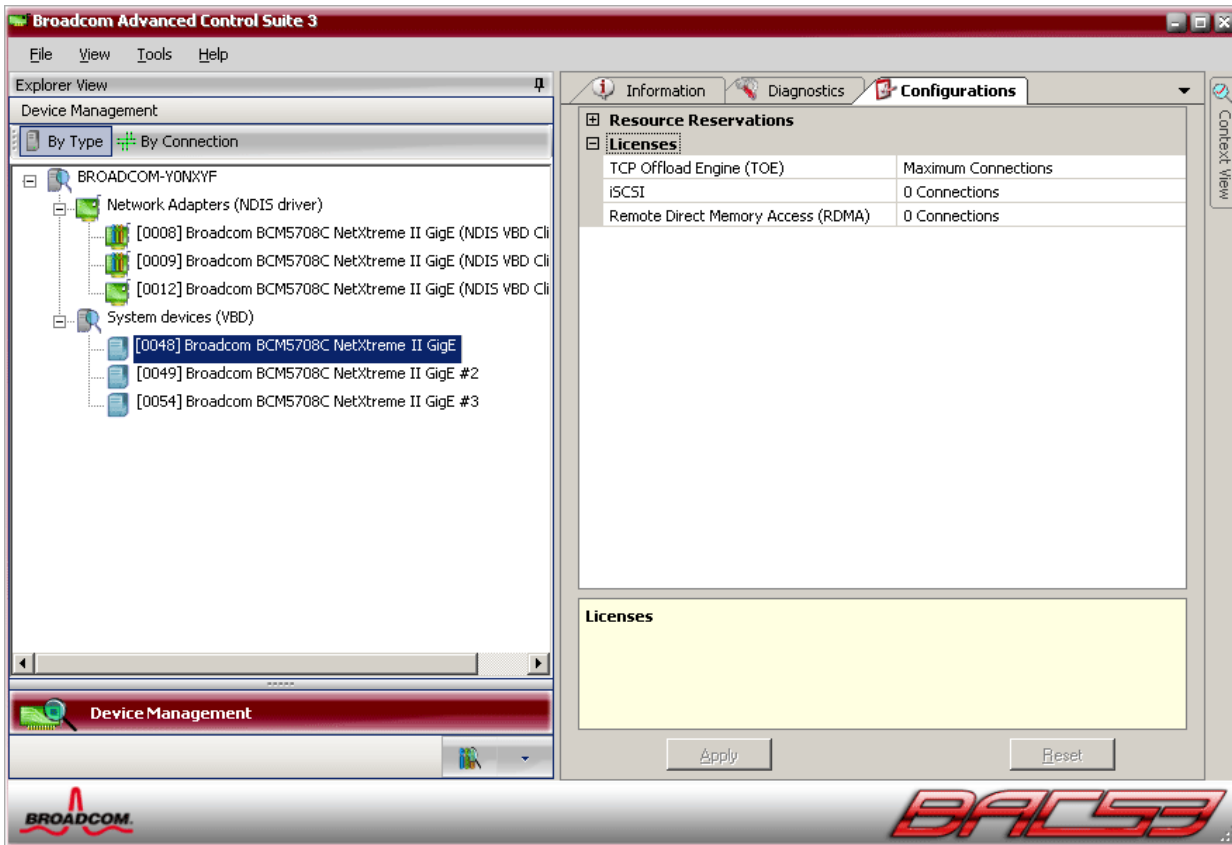 Broadcom Advanced Control Suite 3
File View Tools Help
Explorer View
Device Management
By Type By Connection
BROADCOM-Y0NXYF
Network Adapters (NDIS driver)
[0008] Broadcom BCM5708C NetXtreme II GigE (NDIS VBD Cli
[0009] Broadcom BCM5708C NetXtreme II GigE (NDIS VBD Cli
[0012] Broadcom BCM5708C NetXtreme II GigE (NDIS VBD Cli
System devices (VBD)
[0048] Broadcom BCM5708C NetXtreme II GigE
[0049] Broadcom BCM5708C NetXtreme II GigE #2
[0054] Broadcom BCM5708C NetXtreme II GigE #3
Device Management
Information Diagnostics Configurations
Resource Reservations
Licenses
TCP Offload Engine (TOE) Maximum Connections
iSCSI 0 Connections
Remote Direct Memory Access (RDMA) 0 Connections
Licenses
Apply Reset
Context View
BROADCOM.
BACS3